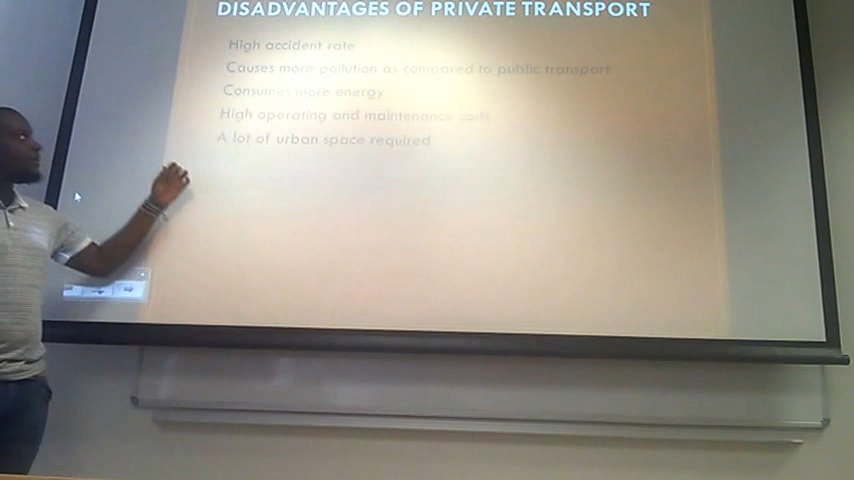 DISADVANTAGES OF PRIVATE TRANSPORT
High accident rate
Causes more pollution as compared to public transport
Consumes more energy
High operating and maintenance costs
A lot of urban space required